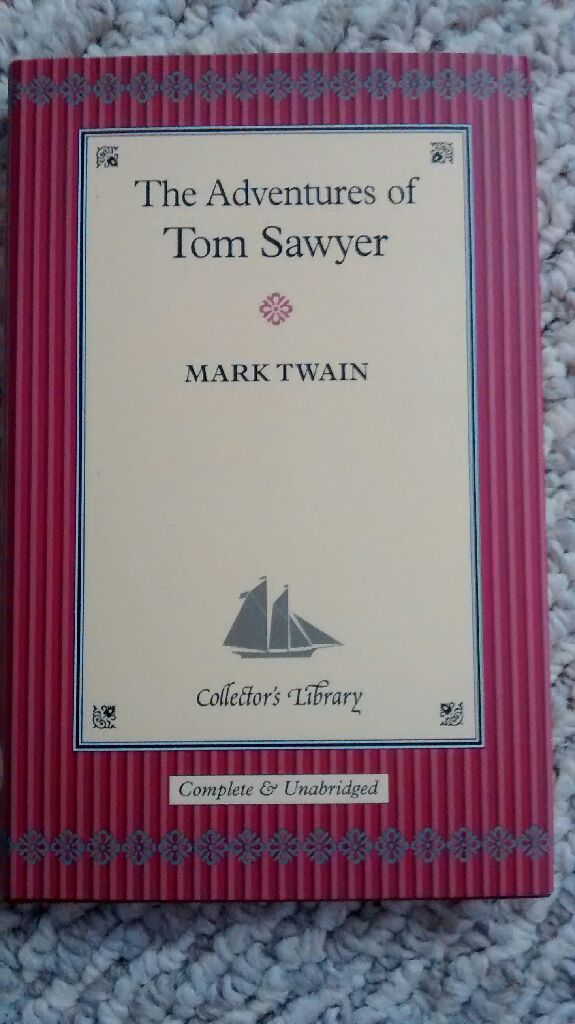 The Adventures of
Tom Sawyer
MARK TWAIN
Collector's Library
Complete & Unabridged